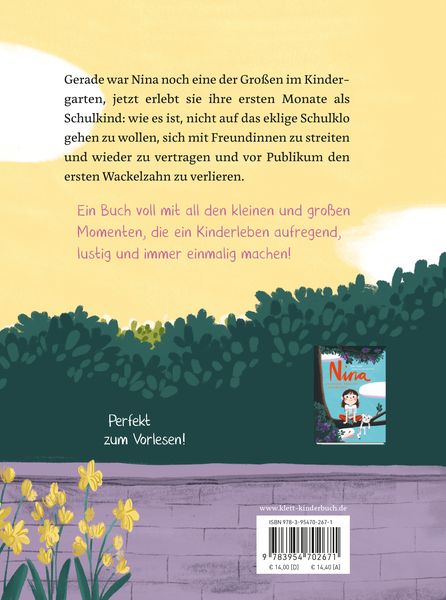 Gerade war Nina noch eine der Großen im Kinder-
garten, jetzt erlebt sie ihre ersten Monate als
Schulkind: wie es ist, nicht auf das eklige Schulklo
gehen zu wollen, sich mit Freundinnen zu streiten
und wieder zu vertragen und vor Publikum den
ersten Wackelzahn zu verlieren.
Ein Buch voll mit all den kleinen und großen
Momenten, die ein Kinderleben aufregend,
lustig und immer einmalig machen!
Nina
Perfekt
zum Vorlesen!
www.klett-kinderbuch.de
ISBN 978-3-95470-267-1
9 783954 702671
€ 14,00 [D] € 14,40 [A]